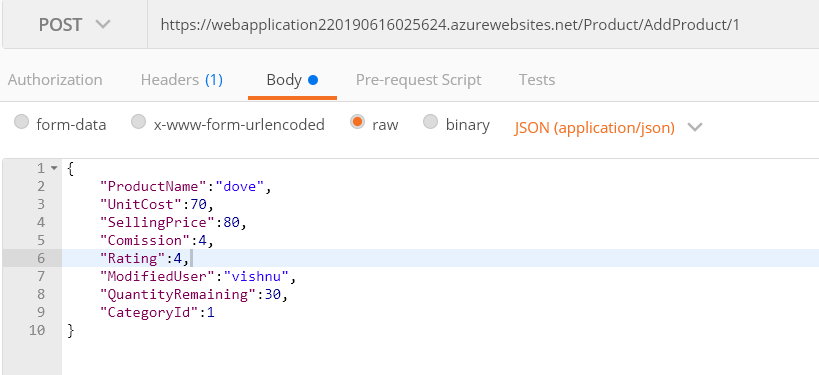 POST https://webapplication220190616025624.azurewebsites.net/Product/AddProduct/1
Authorization Headers (1) Body Pre-request Script Tests
form-data x-www-form-urlencoded raw binary JSON (application/json)
1 {
2 "ProductName":"dove",
3 "UnitCost":70,
4 "SellingPrice":80,
5 "Comission":4,
6 "Rating":4,
7 "ModifiedUser":"vishnu",
8 "QuantityRemaining":30,
9 "CategoryId":1
10 }